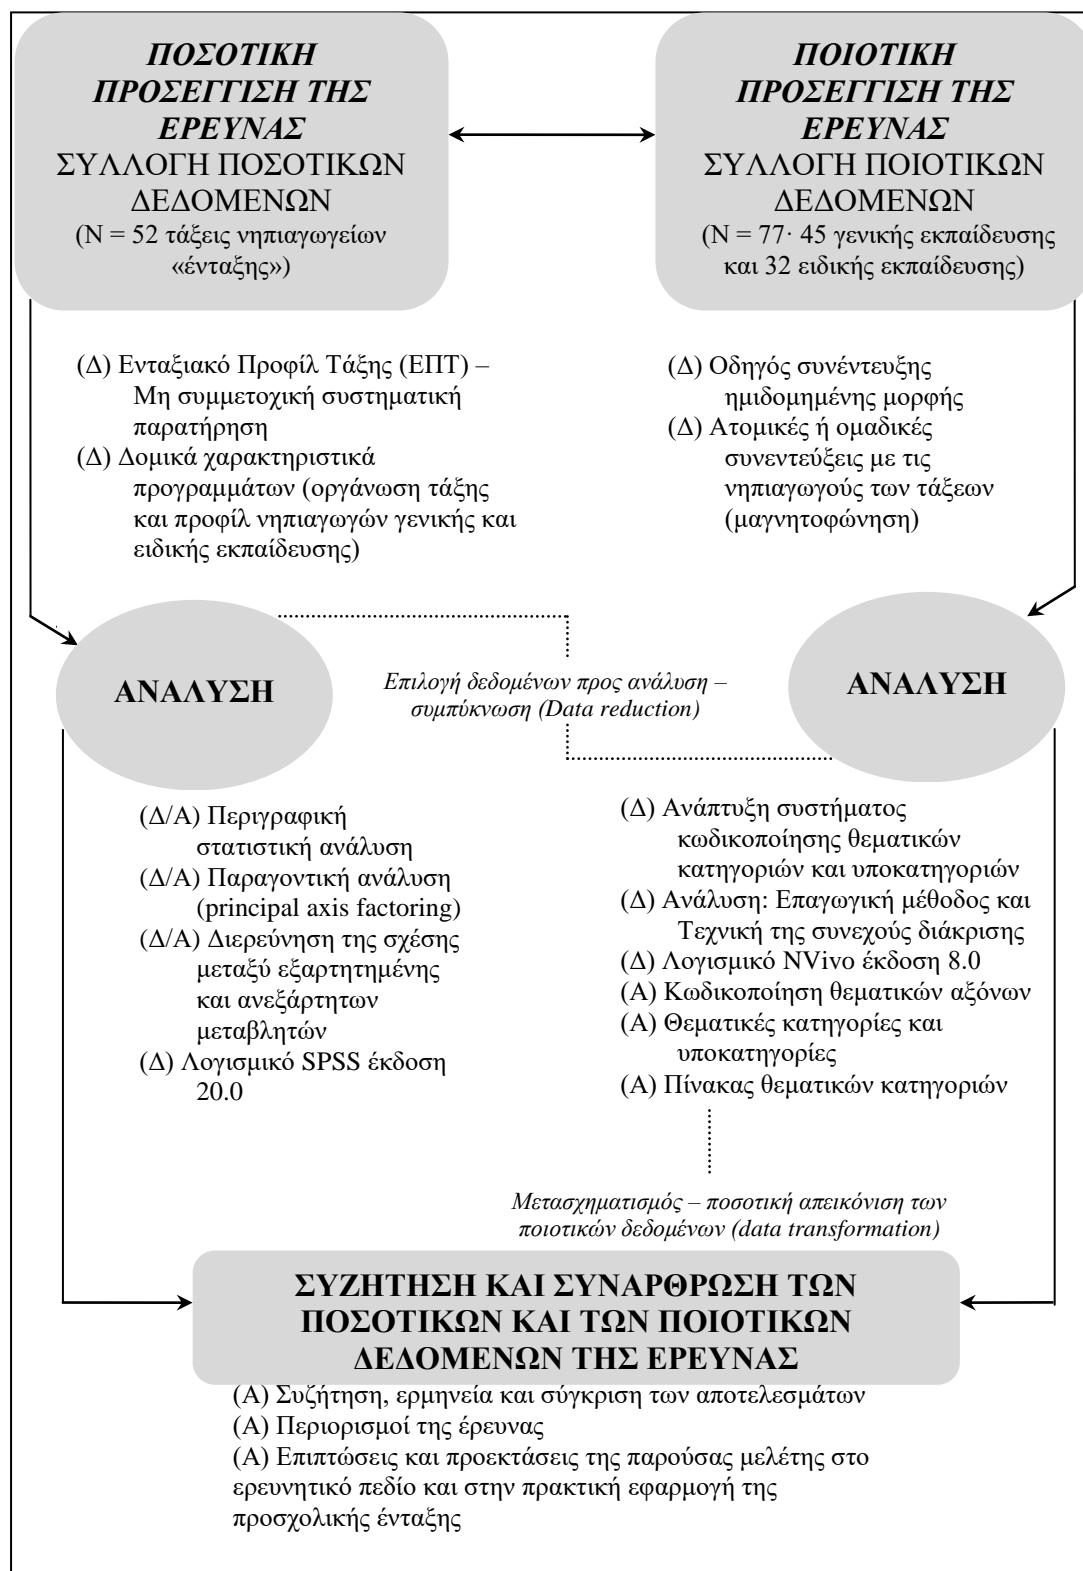 ΠΟΣΟΤΙΚΗ
ΠΡΟΣΕΓΓΙΣΗ ΤΗΣ
ΕΡΕΥΝΑΣ
ΣΥΛΛΟΓΗ ΠΟΣΟΤΙΚΩΝ
ΔΕΔΟΜΕΝΩΝ
(Ν = 52 τάξεις νηπιαγωγείων
«ένταξης»)
ΠΟΙΟΤΙΚΗ
ΠΡΟΣΕΓΓΙΣΗ ΤΗΣ
ΕΡΕΥΝΑΣ
ΣΥΛΛΟΓΗ ΠΟΙΟΤΙΚΩΝ
ΔΕΔΟΜΕΝΩΝ
(Ν = 77· 45 γενικής εκπαίδευσης
και 32 ειδικής εκπαίδευσης)
(Δ) Ενταξιακό Προφίλ Τάξης (ΕΠΤ) –
Μη συμμετοχική συστηματική
παρατήρηση
(Δ) Δομικά χαρακτηριστικά
προγραμμάτων (οργάνωση τάξης
και προφίλ νηπιαγωγών γενικής και
ειδικής εκπαίδευσης)
(Δ) Οδηγός συνέντευξης
ημιδομημένης μορφής
(Δ) Ατομικές ή ομαδικές
συνεντεύξεις με τις
νηπιαγωγούς των τάξεων
(μαγνητοφώνηση)
ΑΝΑΛΥΣΗ
Επιλογή δεδομένων προς ανάλυση –
συμπύκνωση (Data reduction)
ΑΝΑΛΥΣΗ
(Δ/Α) Περιγραφική
στατιστική ανάλυση
(Δ/Α) Παραγοντική ανάλυση
(principal axis factoring)
(Δ/Α) Διερεύνηση της σχέσης
μεταξύ εξαρτητημένης
και ανεξάρτητων
μεταβλητών
(Δ) Λογισμικό SPSS έκδοση
20.0
(Δ) Ανάπτυξη συστήματος
κωδικοποίησης θεματικών
κατηγοριών και υποκατηγοριών
(Δ) Ανάλυση: Επαγωγική μέθοδος και
Τεχνική της συνεχούς διάκρισης
(Δ) Λογισμικό NVivo έκδοση 8.0
(Α) Κωδικοποίηση θεματικών αξόνων
(Α) Θεματικές κατηγορίες και
υποκατηγορίες
(Α) Πίνακας θεματικών κατηγοριών
Μετασχηματισμός – ποσοτική απεικόνιση των
ποιοτικών δεδομένων (data transformation)
ΣΥΖΗΤΗΣΗ ΚΑΙ ΣΥΝΑΡΘΡΩΣΗ ΤΩΝ
ΠΟΣΟΤΙΚΩΝ ΚΑΙ ΤΩΝ ΠΟΙΟΤΙΚΩΝ
ΔΕΔΟΜΕΝΩΝ ΤΗΣ ΕΡΕΥΝΑΣ
(Α) Συζήτηση, ερμηνεία και σύγκριση των αποτελεσμάτων
(Α) Περιορισμοί της έρευνας
(Α) Επιπτώσεις και προεκτάσεις της παρούσας μελέτης στο
ερευνητικό πεδίο και στην πρακτική εφαρμογή της
προσχολικής ένταξης